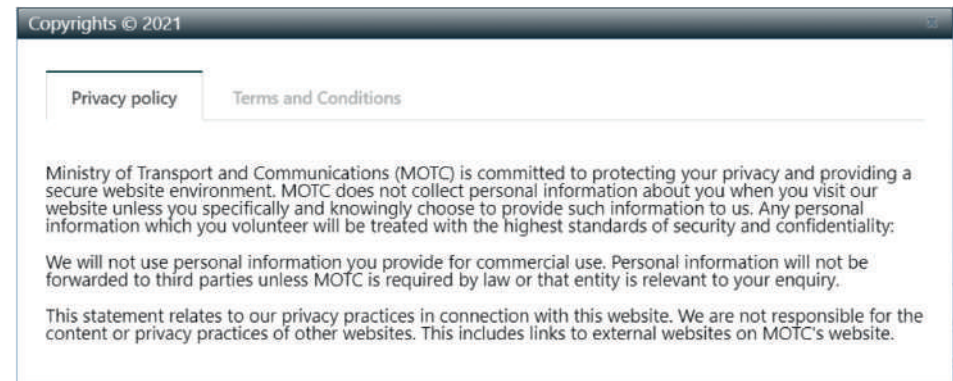 Copyrights © 2021
Privacy policy
Terms and Conditions
Ministry of Transport and Communications (MOTC) is committed to protecting your privacy and providing a
secure website environment. MOTC does not collect personal information about you when you visit our
website unless you specifically and knowingly choose to provide such information to us. Any personal
information which you volunteer will be treated with the highest standards of security and confidentiality:
We will not use personal information you provide for commercial use. Personal information will not be
forwarded to third parties unless MOTC is required by law or that entity is relevant to your enquiry.
This statement relates to our privacy practices in connection with this website. We are not responsible for the
content or privacy practices of other websites. This includes links to external websites on MOTC's website.